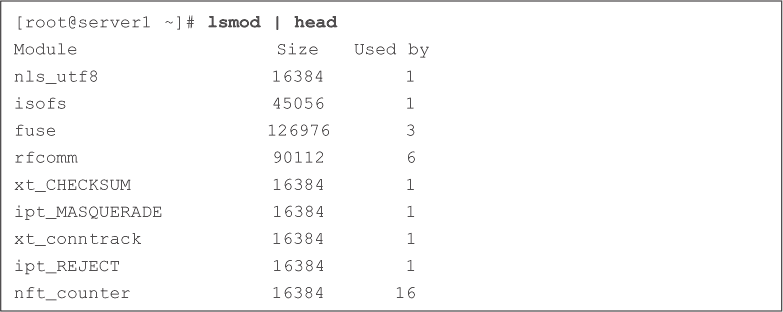 [root@server1 ~]# lsmod | head
Module Size Used by
nls_utf8 16384 1
isofs 45056 1
fuse 126976 3
rfcomm 90112 6
xt_CHECKSUM 16384 1
ipt_MASQUERADE 16384 1
xt_conntrack 16384 1
ipt_REJECT 16384 1
nft_counter 16384 16